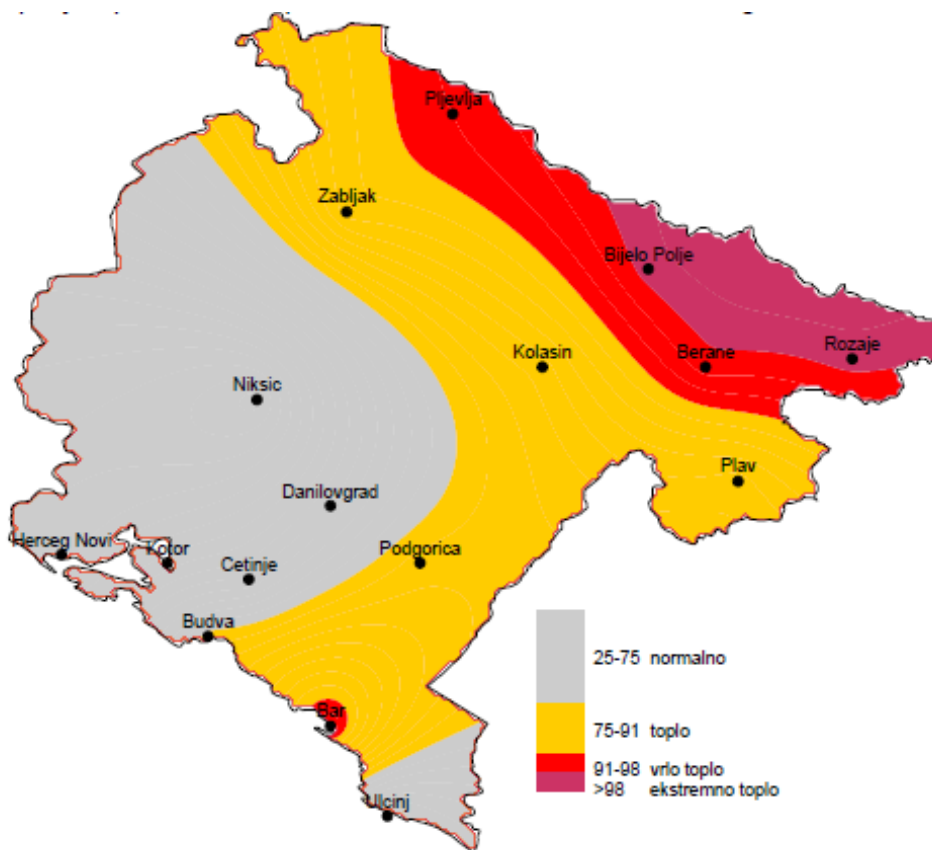 Pljevlja
Zabljak
Bijelo Polje
Kolasin
Berane
Rozaje
Niksic
Plav
Danilovgrad
Herceg Novi
Kotor
Podgorica
Cetinje
Budva
25-75 normalno
Bar
75-91 toplo
91-98 vrlo toplo
>98 ekstremno toplo
Ulcinj